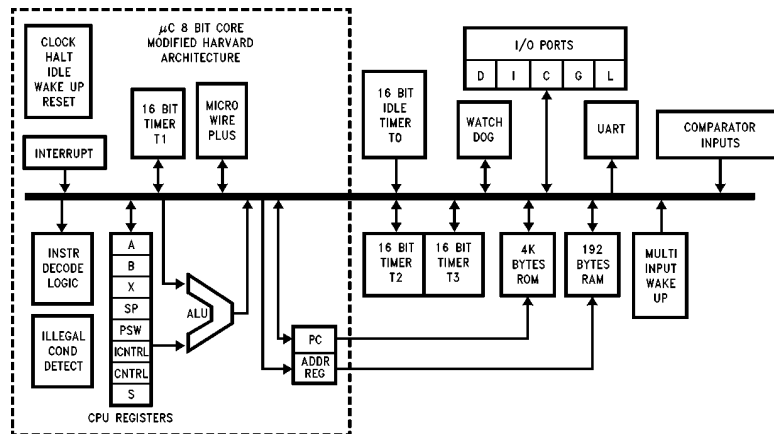 CLOCK
HALT
IDLE
WAKE UP
RESET
μC 8 BIT CORE
MODIFIED HARVARD
ARCHITECTURE
INTERRUPT
16 BIT
TIMER
T1
MICRO
WIRE
PLUS
16 BIT
IDLE
TIMER
T0
WATCH
DOG
I/O PORTS
D I C G L
UART
COMPARATOR
INPUTS
INSTR
DECODE
LOGIC
ILLEGAL
COND
DETECT
A
B
X
SP
PSW
ICNTRL
CNTRL
S
CPU REGISTERS
ALU
PC
ADDR
REG
16 BIT
TIMER
T2
16 BIT
TIMER
T3
4K
BYTES
ROM
192
BYTES
RAM
MULTI
INPUT
WAKE
UP